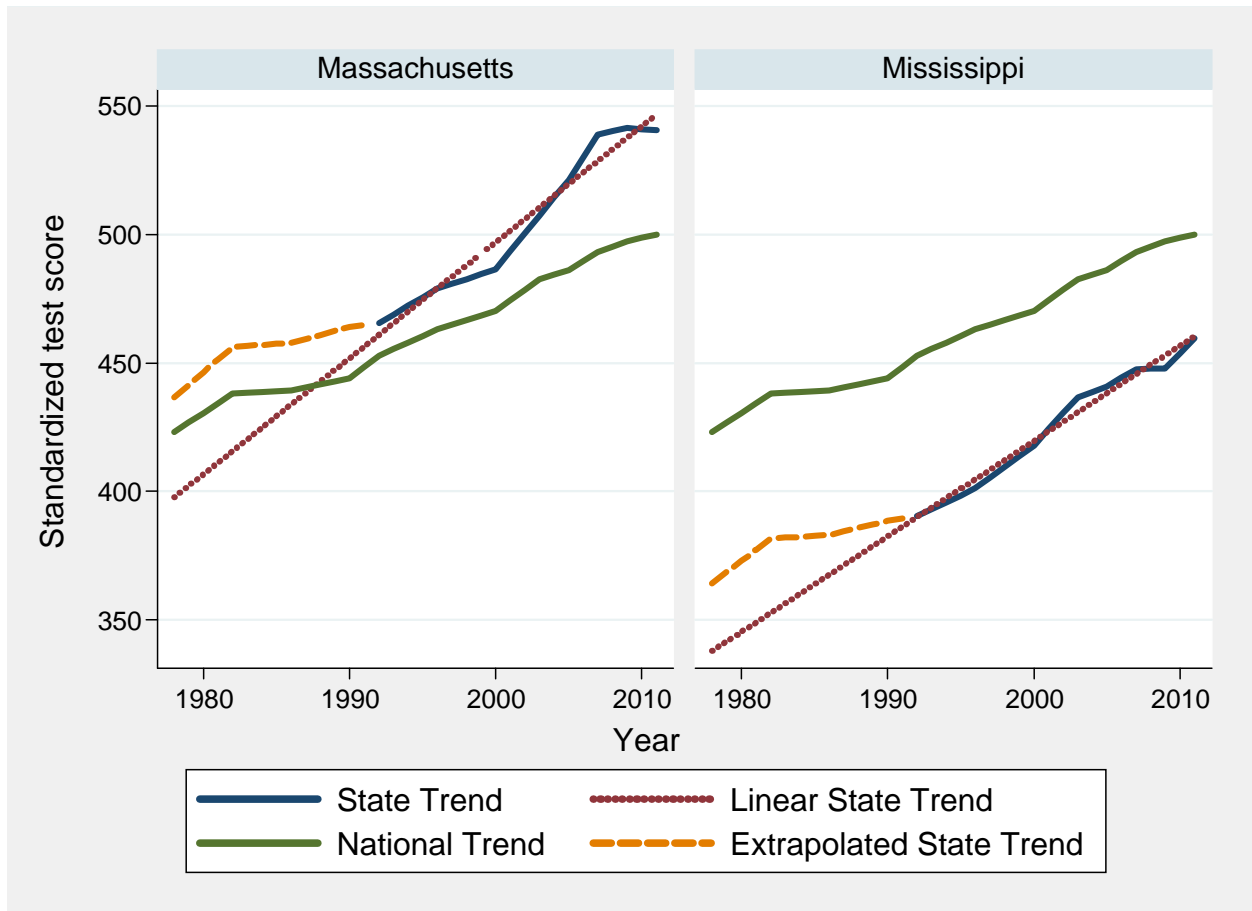 Massachusetts
Mississippi
Standardized test score
550
500
450
400
350
1980 1990 2000 2010
1980 1990 2000 2010
Year
State Trend
Linear State Trend
National Trend
Extrapolated State Trend